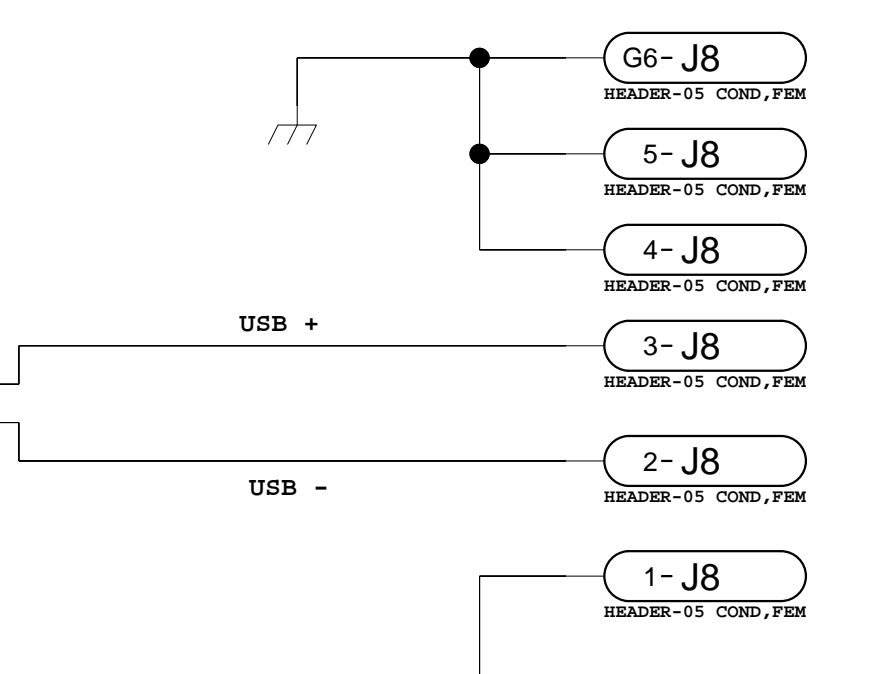 G6- J8
HEADER-05 COND,FEM
5- J8
HEADER-05 COND,FEM
4- J8
HEADER-05 COND,FEM
USB +
3- J8
HEADER-05 COND,FEM
2- J8
USB -
HEADER-05 COND,FEM
1- J8
HEADER-05 COND,FEM